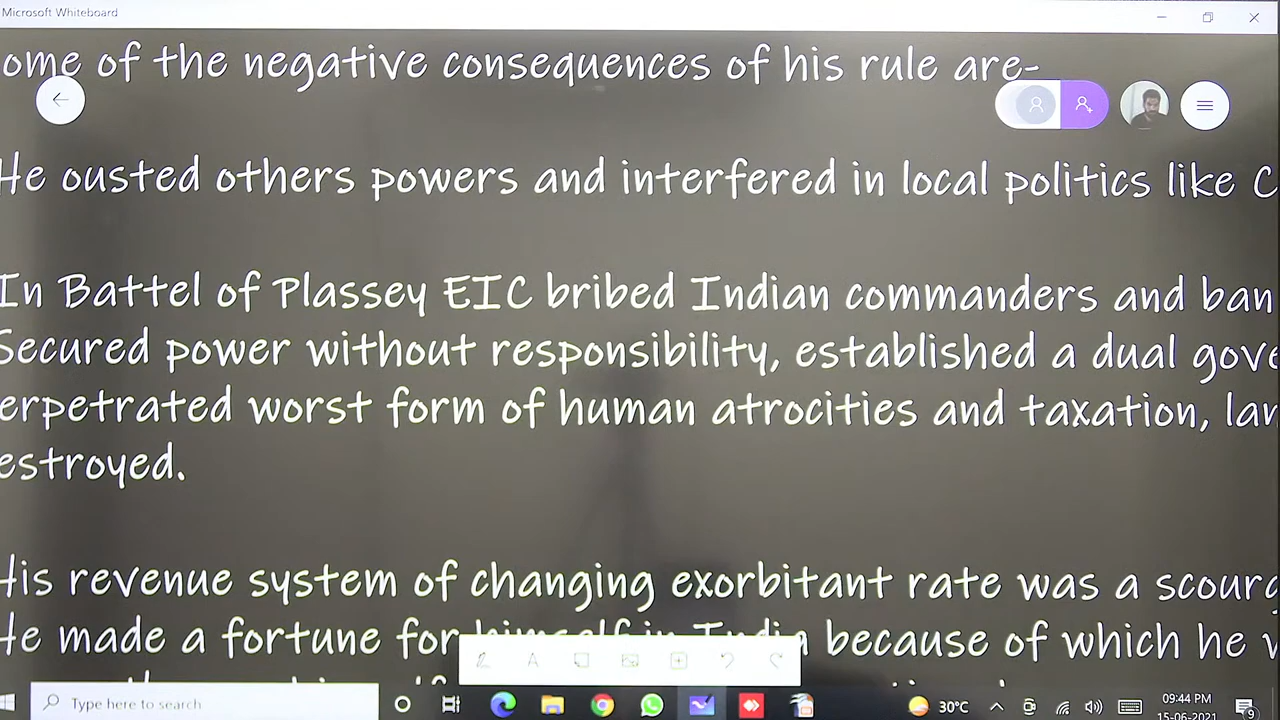 Microsoft Whiteboard
ome of the negative consequences of his rule are-
He ousted others powers and interfered in local politics like C
In Battel of Plassey EIC bribed Indian commanders and ban
Secured power without responsibility, established a dual gove
erpetrated worst form of human atrocities and taxation, lan
estroyed.
His revenue system of changing exorbitant rate was a scourg
He made a fortune for himself in India because of which he
Type here to search
30°C
09:44 PM
15-06-2021
9